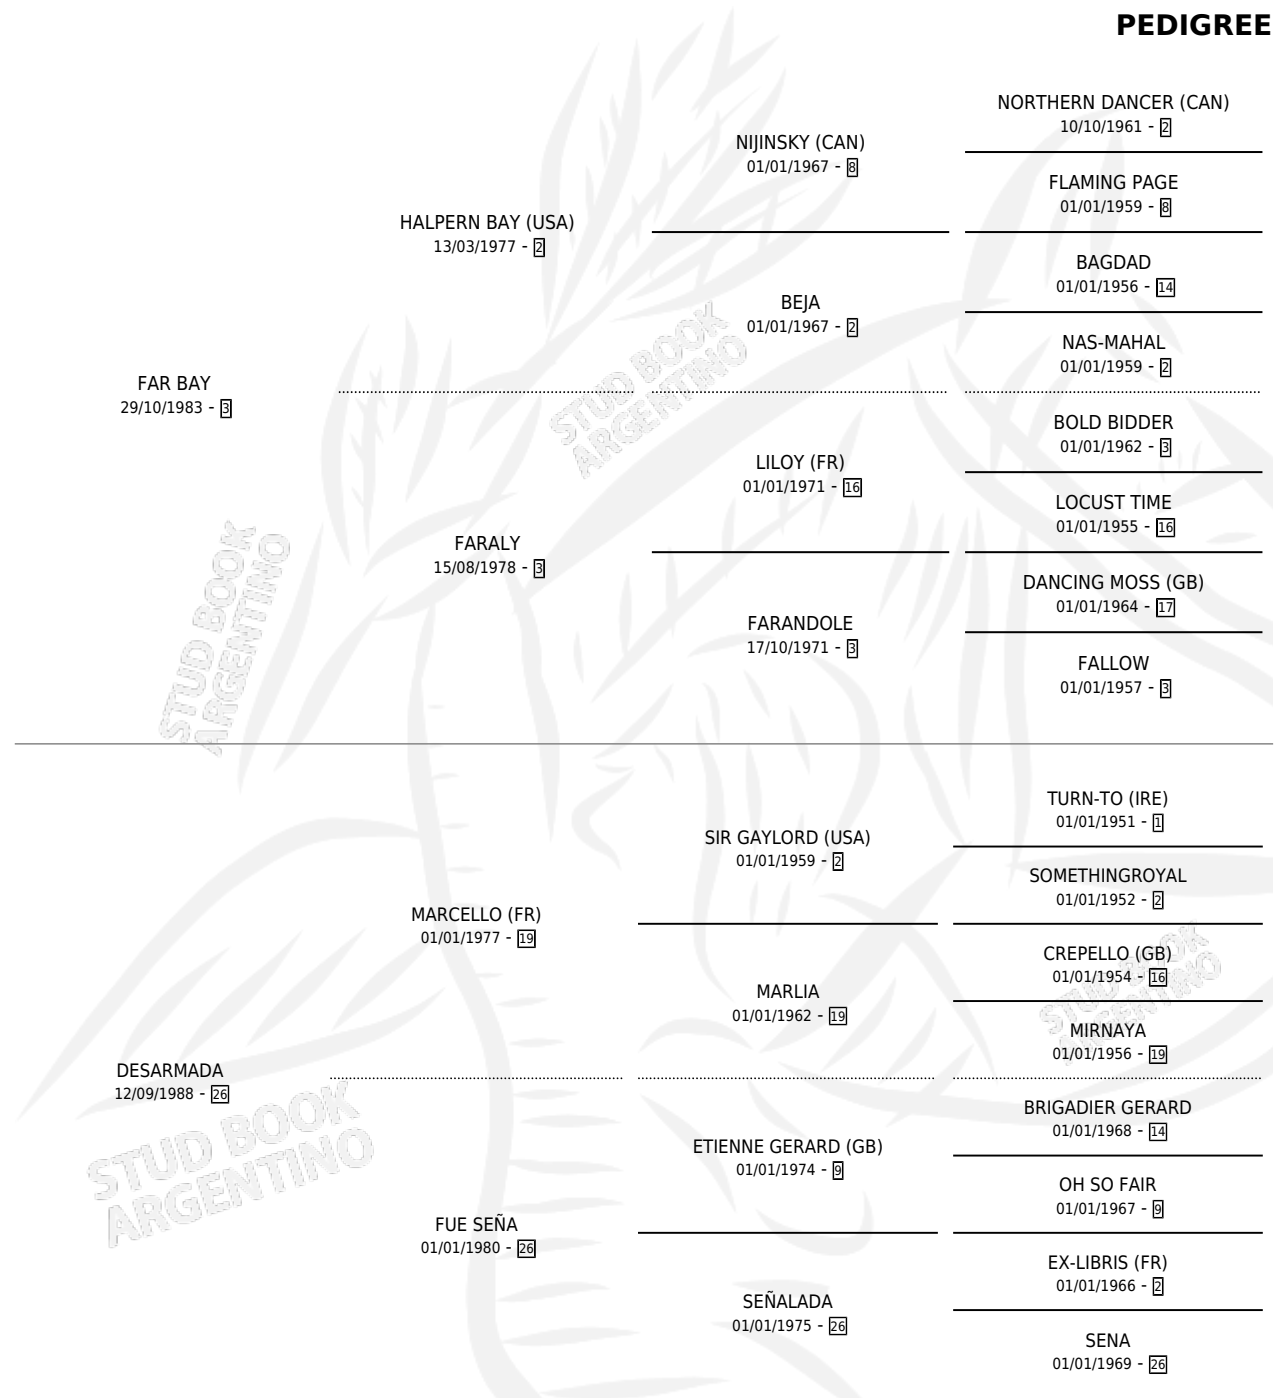 PEDIGREE
NORTHERN DANCER (CAN)
10/10/1961 - 2
NIJINSKY (CAN)
01/01/1967 - 8
FLAMING PAGE
01/01/1959 - 8
HALPERN BAY (USA)
13/03/1977 - 2
BAGDAD
01/01/1956 - 14
BEJA
01/01/1967 - 2
NAS-MAHAL
01/01/1959 - 2
FAR BAY
29/10/1983 - 3
BOLD BIDDER
01/01/1962 - 3
LILOY (FR)
01/01/1971 - 16
LOCUST TIME
01/01/1955 - 16
FARALY
15/08/1978 - 3
DANCING MOSS (GB)
01/01/1964 - 17
FARANDOLE
17/10/1971 - 3
FALLOW
01/01/1957 - 3
TURN-TO (IRE)
01/01/1951 - 1
SIR GAYLORD (USA)
01/01/1959 - 2
SOMETHINGROYAL
01/01/1952 - 2
MARCELLO (FR)
01/01/1977 - 19
CREPELLO (GB)
01/01/1954 - 16
MARLIA
01/01/1962 - 19
MIRNAYA
01/01/1956 - 19
DESARMADA
12/09/1988 - 26
BRIGADIER GERARD
01/01/1968 - 14
ETIENNE GERARD (GB)
01/01/1974 - 9
OH SO FAIR
01/01/1967 - 9
FUE SEÑA
01/01/1980 - 26
EX-LIBRIS (FR)
01/01/1966 - 2
SEÑALADA
01/01/1975 - 26
SENA
01/01/1969 - 26
STUD BOOK
ARGENTINO
STUD BOOK
ARGENTINO
STUD BOOK
ARGENTINO
STUD BOOK
ARGENTINO